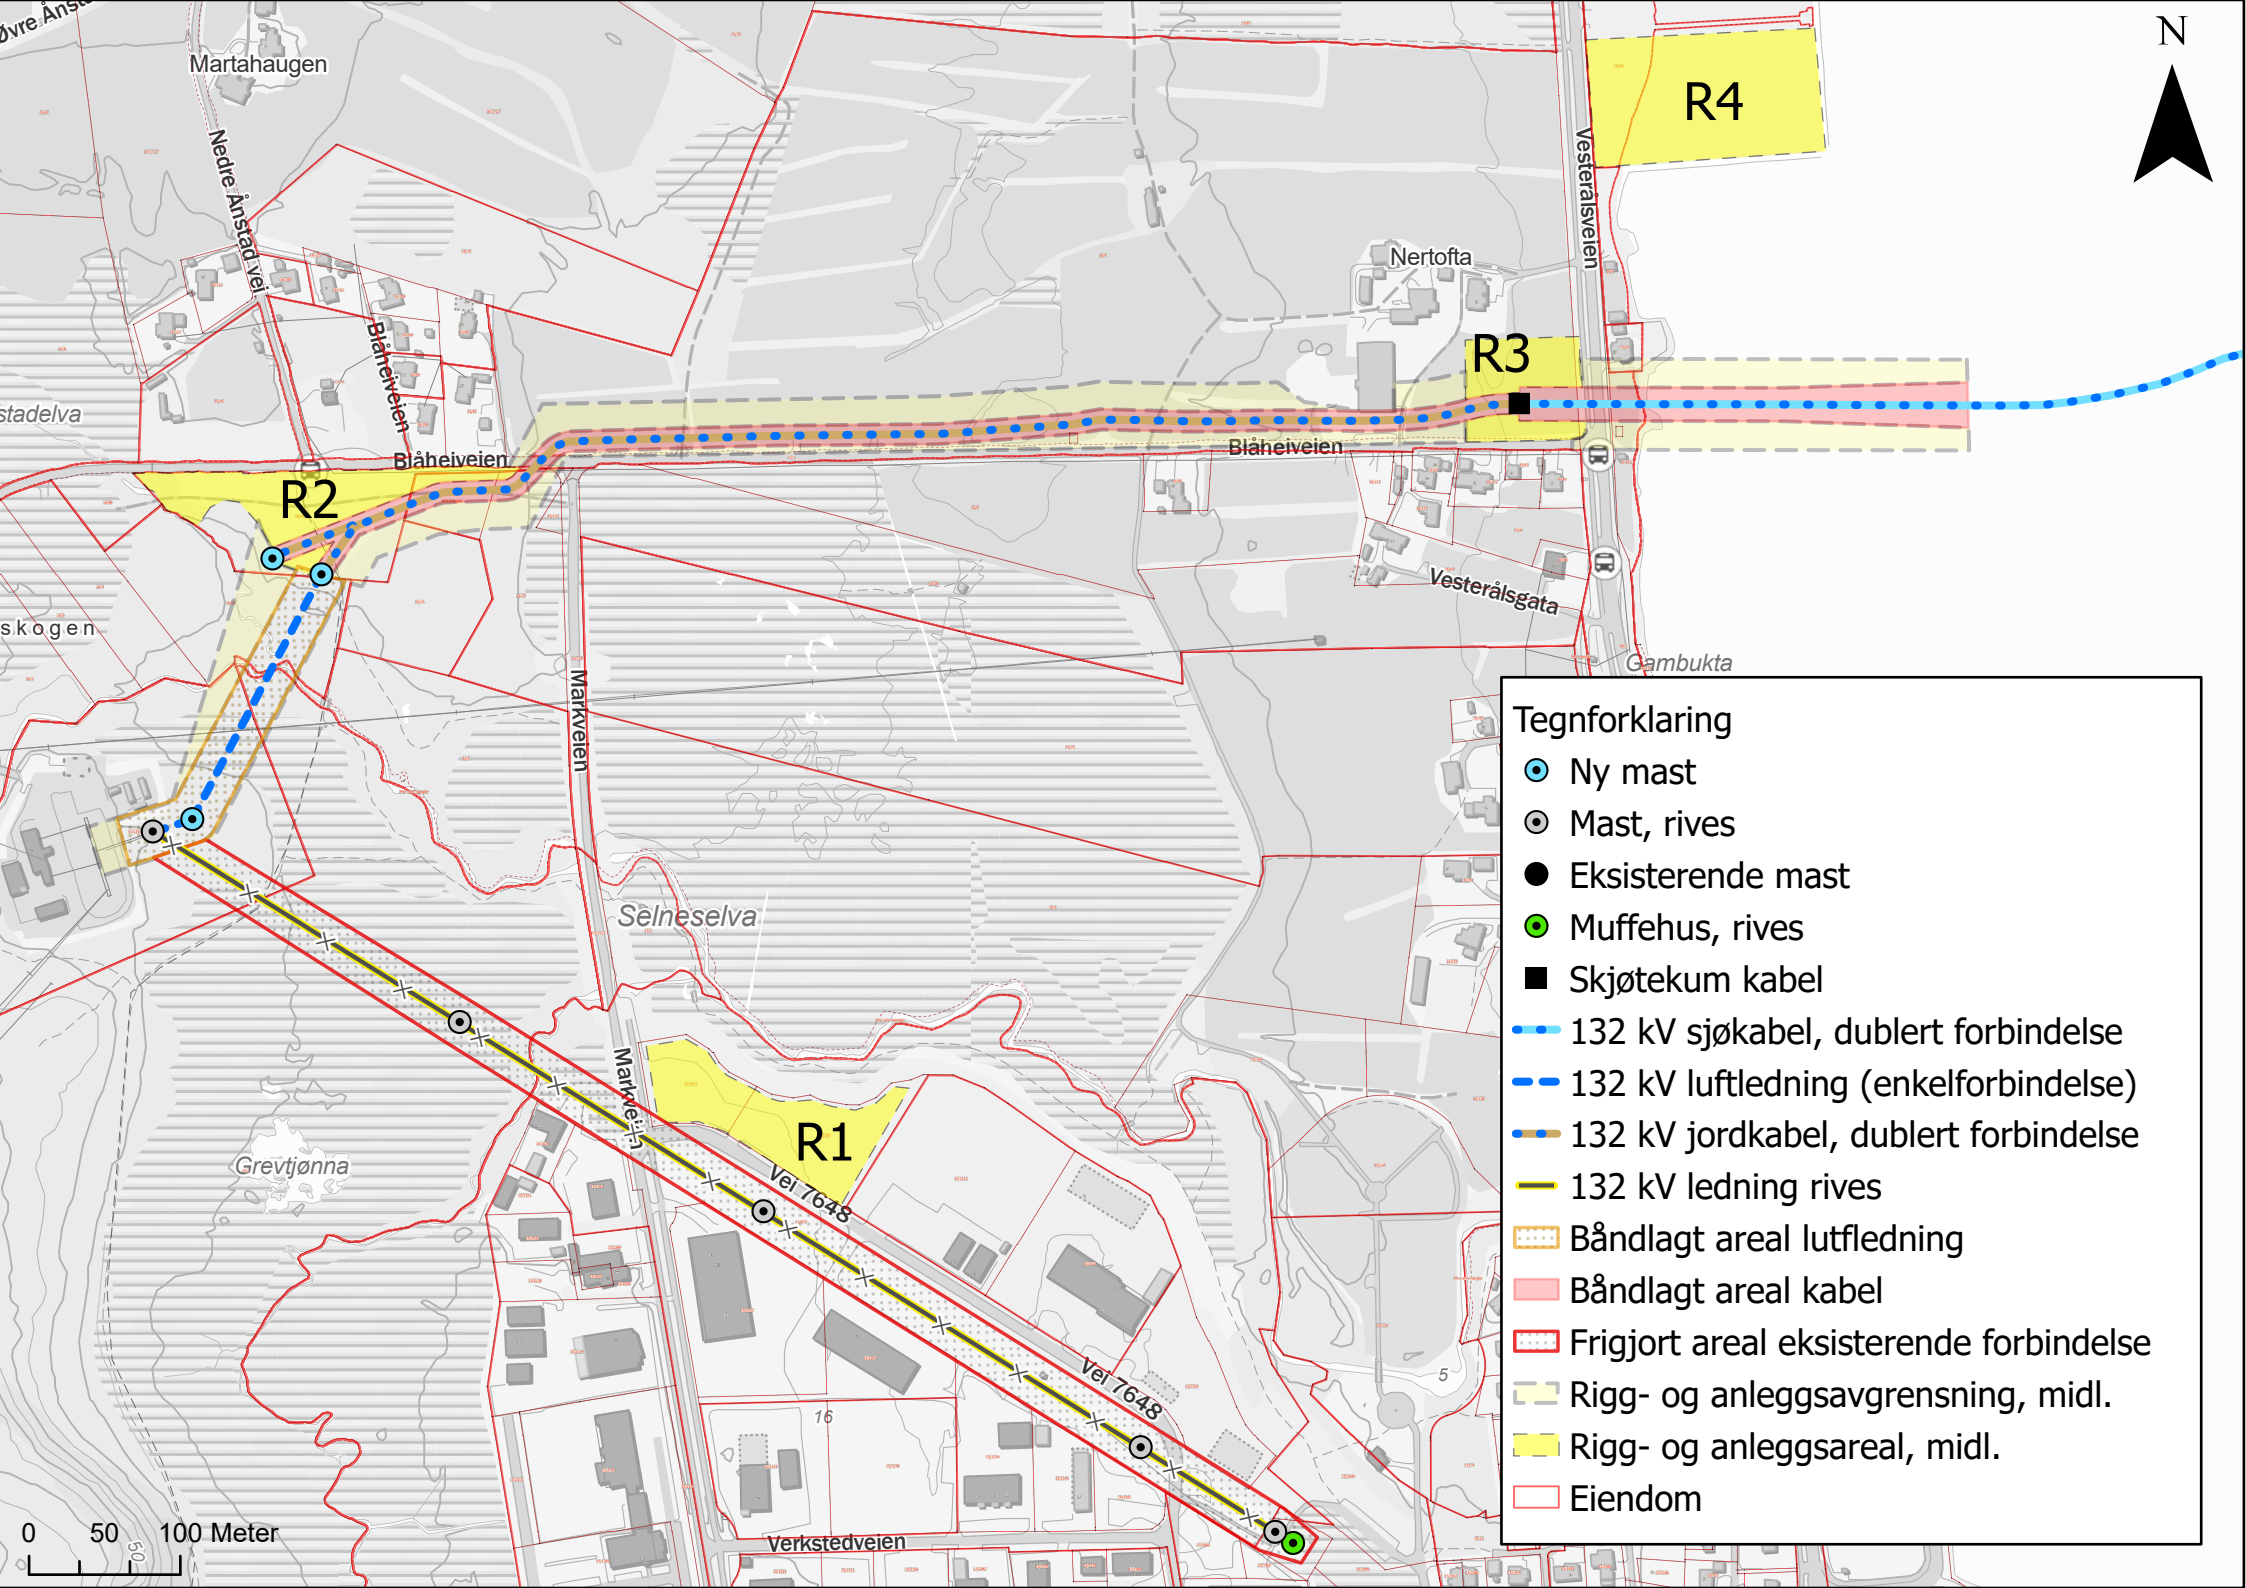 Øvre Ånst
Martahaugen
N
R4
Nedre Ånstad vei
Vesterålsveien
Nertofta
Blåheiveien
R3
stadelva
Blåheiveien
Blåheiveien
R2
Vesterålsgata
skogen
Gambukta
Markveien
Selneselva
Markveien
R1
Grevtjønna
Vei 7648
Vei 7648
5
16
Verkstedveien
50
0 50 100 Meter
Tegnforklaring
Ny mast
Mast, rives
Eksisterende mast
Muffehus, rives
Skjøtekum kabel
132 kV sjøkabel, dublert forbindelse
132 kV luftledning (enkelforbindelse)
132 kV jordkabel, dublert forbindelse
132 kV ledning rives
Båndlagt areal lutfledning
Båndlagt areal kabel
Frigjort areal eksisterende forbindelse
Rigg- og anleggsavgrensning, midl.
Rigg- og anleggsareal, midl.
Eiendom